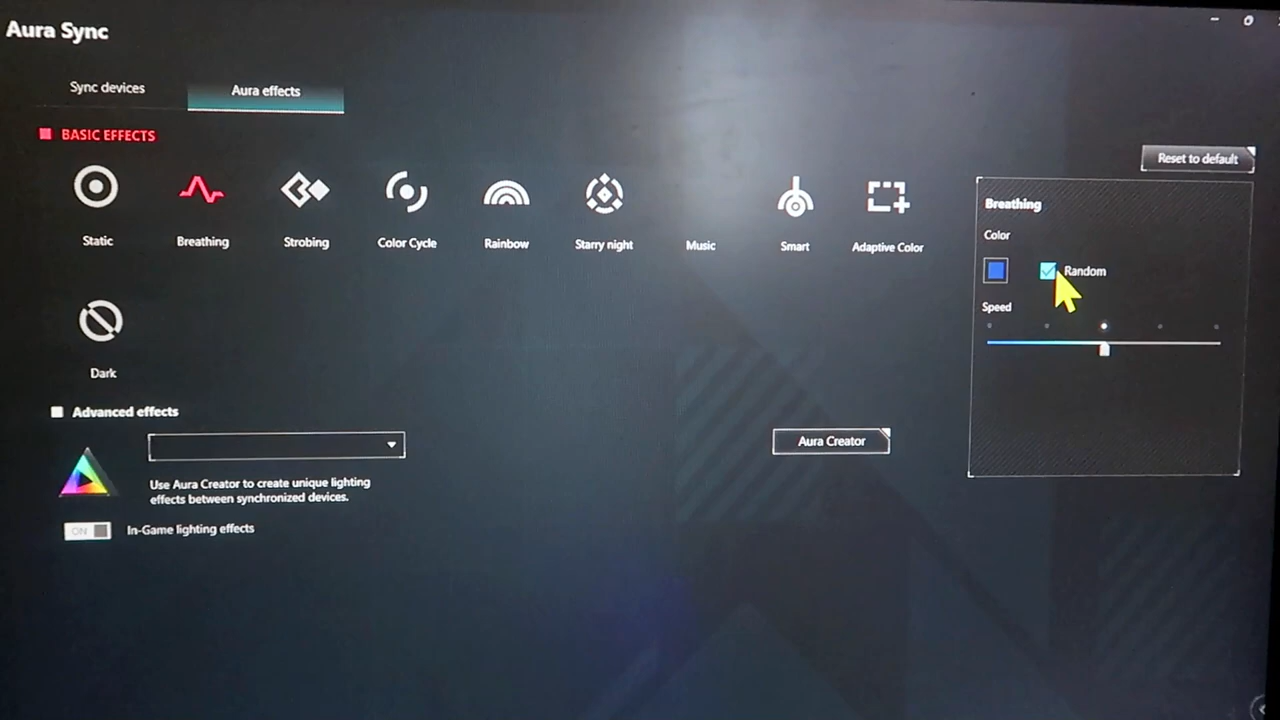 Aura Sync
Sync devices
Aura effects
BASIC EFFECTS
Reset to default
Static
Breathing
Strobing
Color Cycle
Rainbow
Starry night
Music
Smart
Adaptive Color
Breathing
Color
Random
Speed
Dark
Advanced effects
Aura Creator
Use Aura Creator to create unique lighting
effects between synchronized devices.
ON
In-Game lighting effects